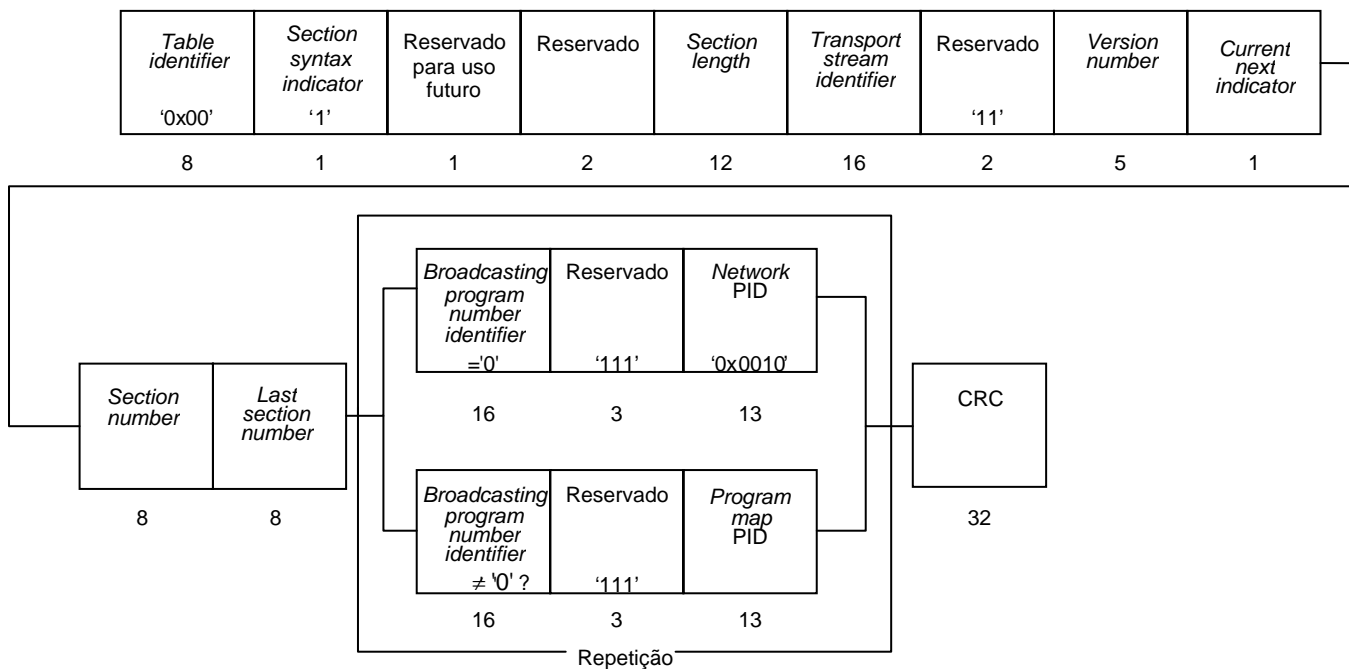 Table
identifier
'0x00'
Section
syntax
indicator
'1'
Reservado
para uso
futuro
Reservado
Section
length
Transport
stream
identifier
Reservado
'11'
Version
number
Current
next
indicator
8
1
1
2
12
16
2
5
1
Broadcasting
program
number
identifier
='0'
Reservado
'111'
Network
PID
'0x0010'
16
3
13
Section
number
Last
section
number
8
8
Broadcasting
program
number
identifier
≠ '0' ?
Reservado
'111'
Program
map
PID
16
3
13
CRC
32
Repetição